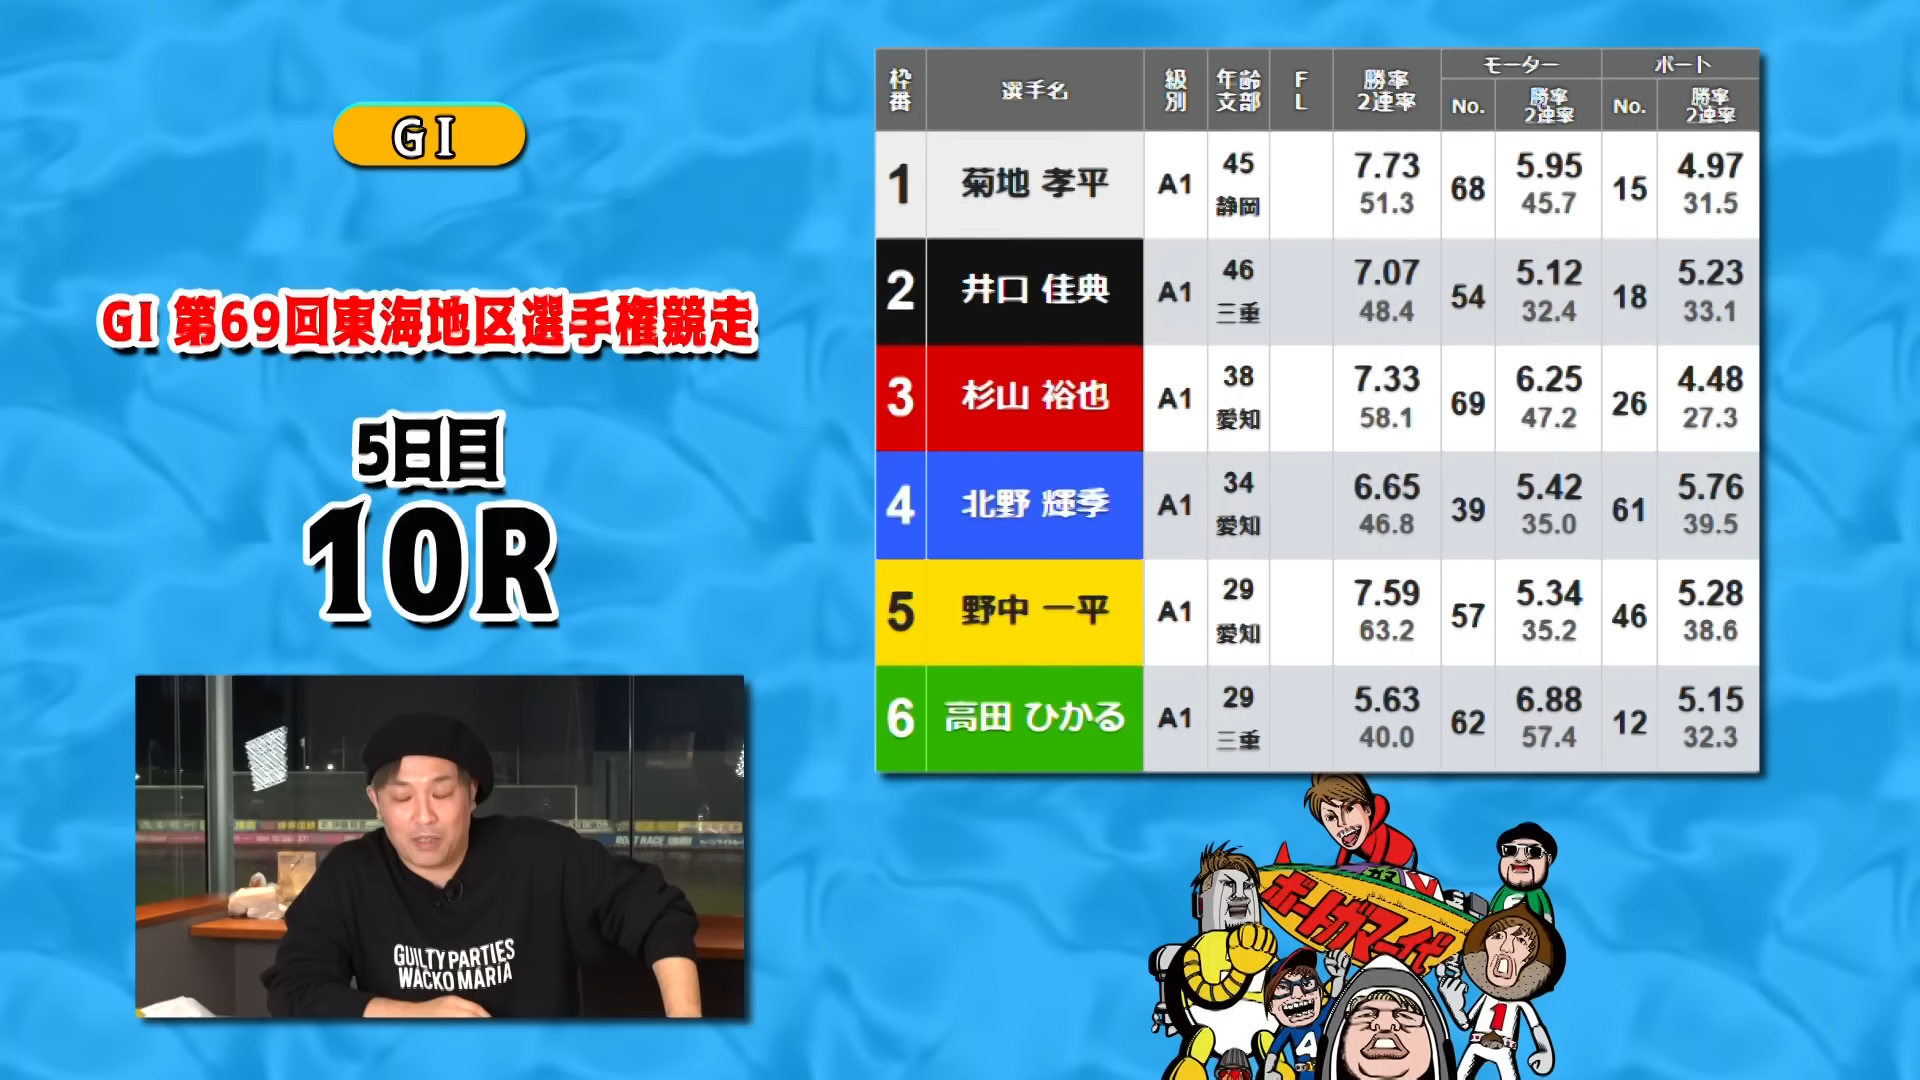 GI
GI 第69回東海地区選手権競走
5日目
10R
枠番 選手名 級別 年齢支部 FL 勝率2連率 モーター ボート
No. 勝率2連率 No. 勝率2連率
1 菊地 孝平 A1 45 静岡 7.73 51.3 68 5.95 45.7 15 4.97 31.5
2 井口 佳典 A1 46 三重 7.07 48.4 54 5.12 32.4 18 5.23 33.1
3 杉山 裕也 A1 38 愛知 7.33 58.1 69 6.25 47.2 26 4.48 27.3
4 北野 輝季 A1 34 愛知 6.65 46.8 39 5.42 35.0 61 5.76 39.5
5 野中 一平 A1 29 愛知 7.59 63.2 57 5.34 35.2 46 5.28 38.6
6 高田 ひかる A1 29 三重 5.63 40.0 62 6.88 57.4 12 5.15 32.3
GUILTY PARTIES
WACKO MARIA
ボートガマ一代
1
4